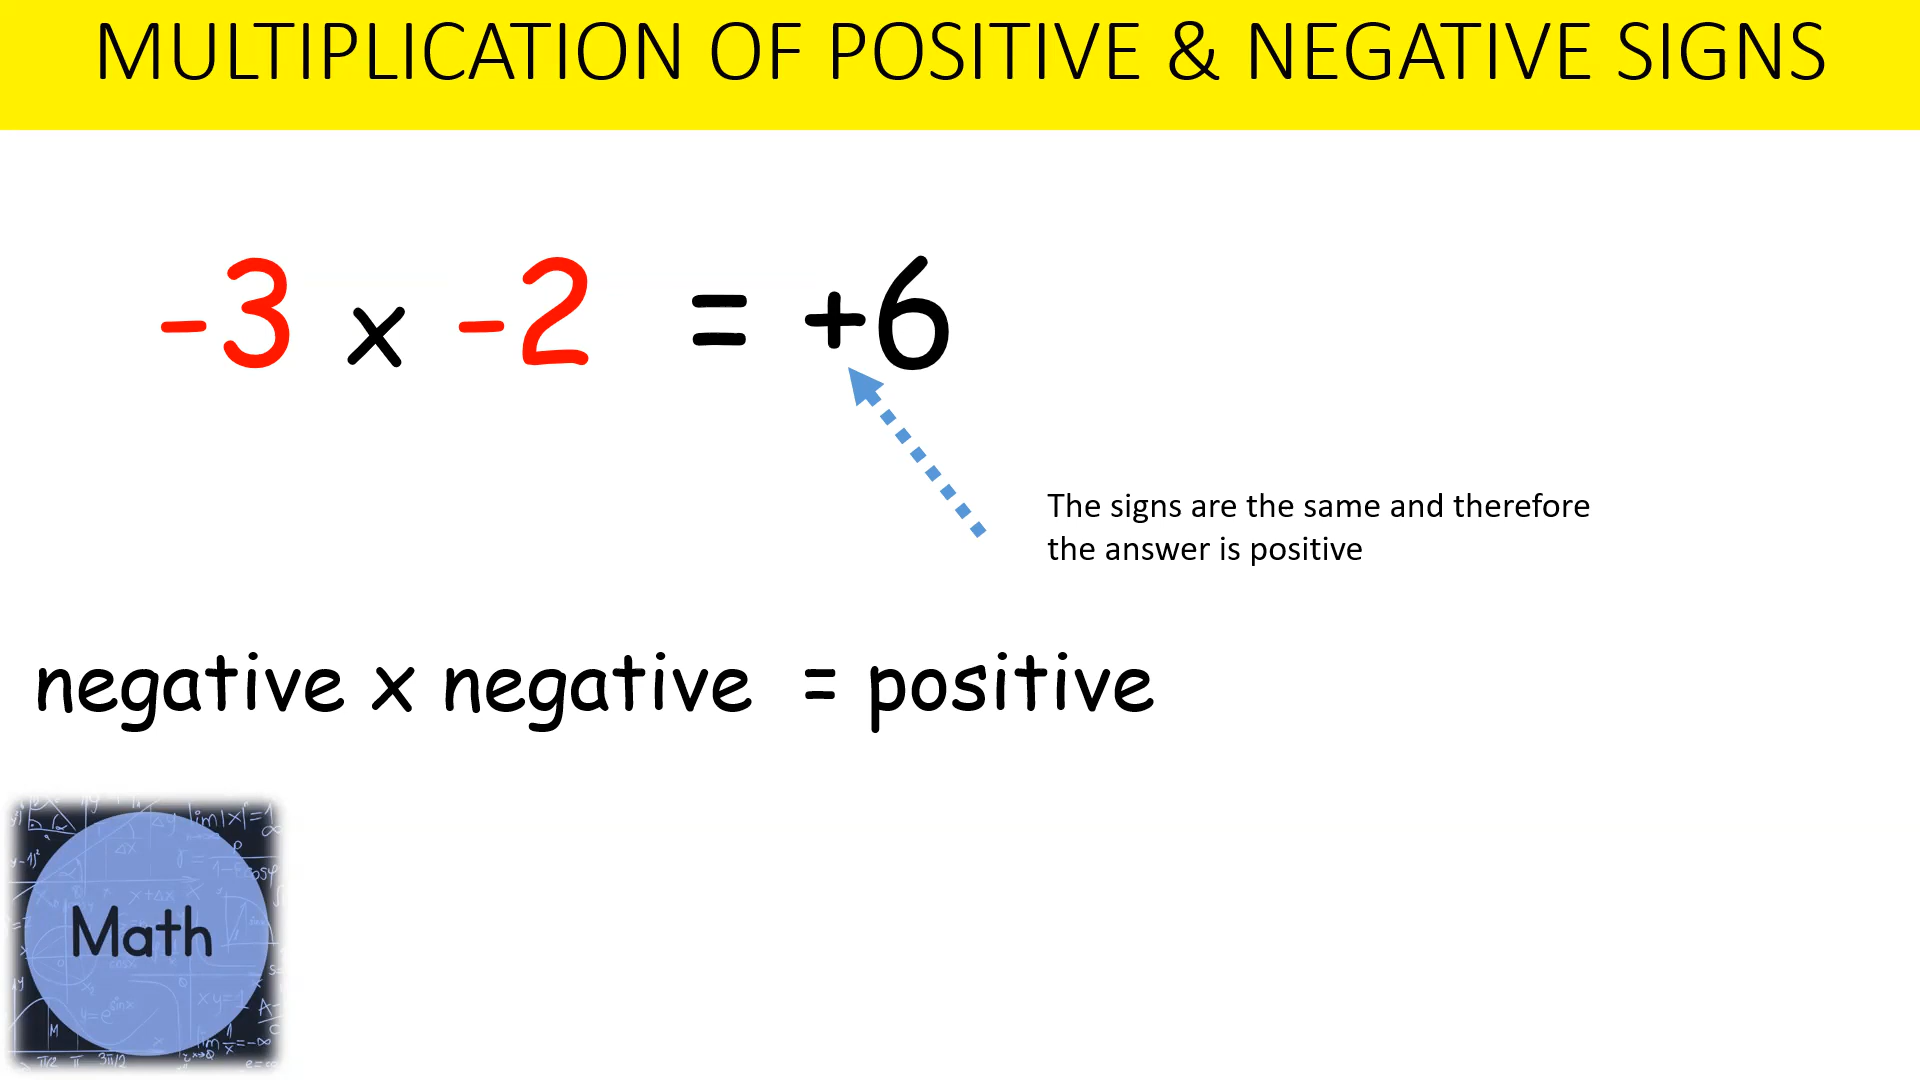 MULTIPLICATION OF POSITIVE & NEGATIVE SIGNS
-3 x -2 = +6
The signs are the same and therefore
the answer is positive
negative x negative = positive
Math